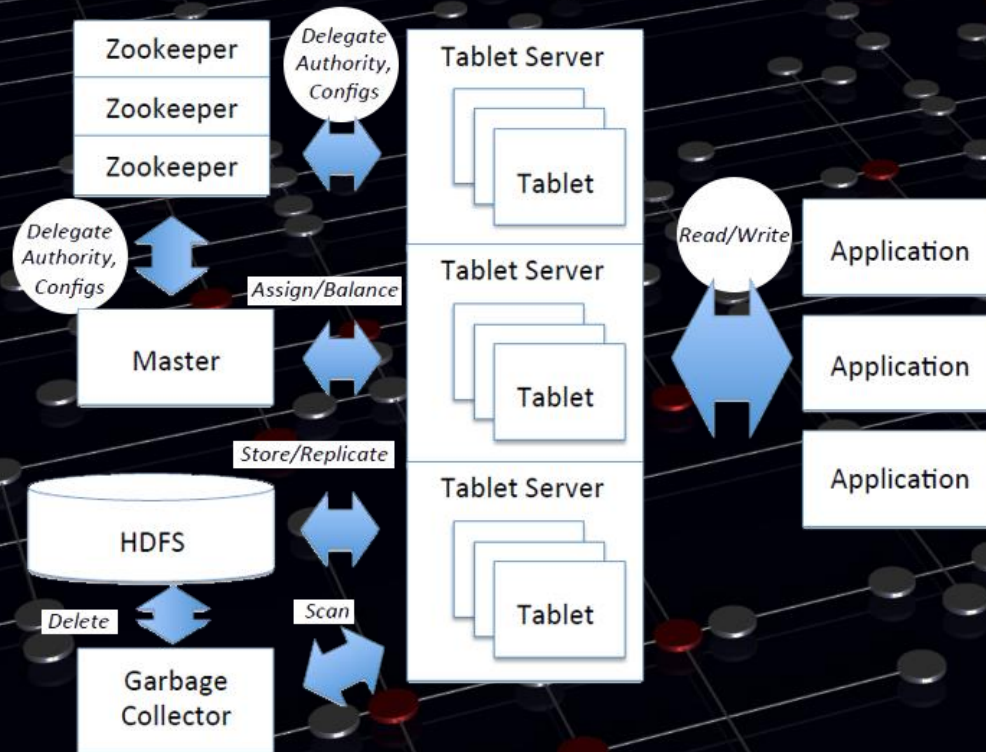 Zookeeper
Zookeeper
Zookeeper
Delegate
Authority,
Configs
Delegate
Authority,
Configs
Master
Assign/Balance
Store/Replicate
HDFS
Delete
Scan
Garbage
Collector
Tablet Server
Tablet
Tablet Server
Tablet
Tablet Server
Tablet
Read/Write
Application
Application
Application